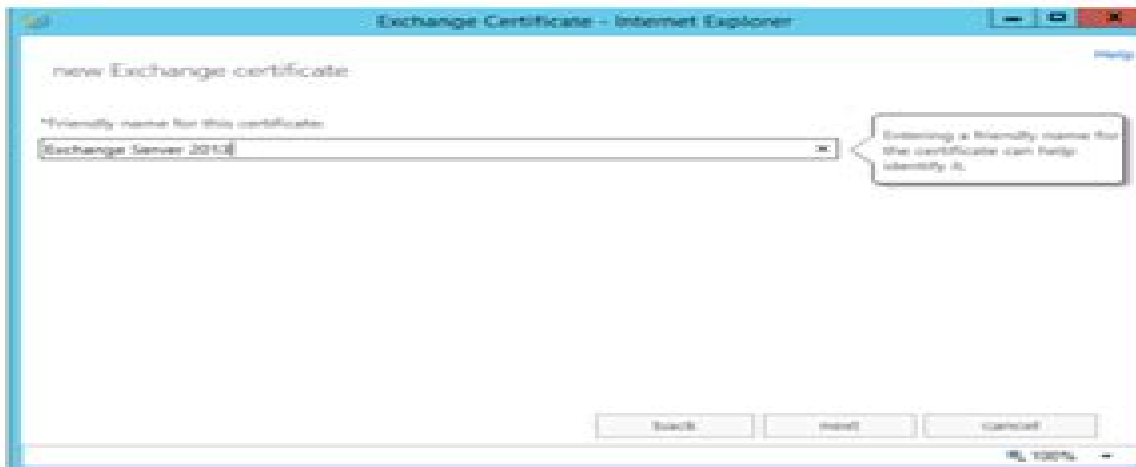 Exchange Certificate - Internet Explorer
Help
new Exchange certificate
*Friendly name for this certificate:
Exchange Server 2013
Entering a friendly name for
the certificate can help
identify it.
back
next
cancel
100%